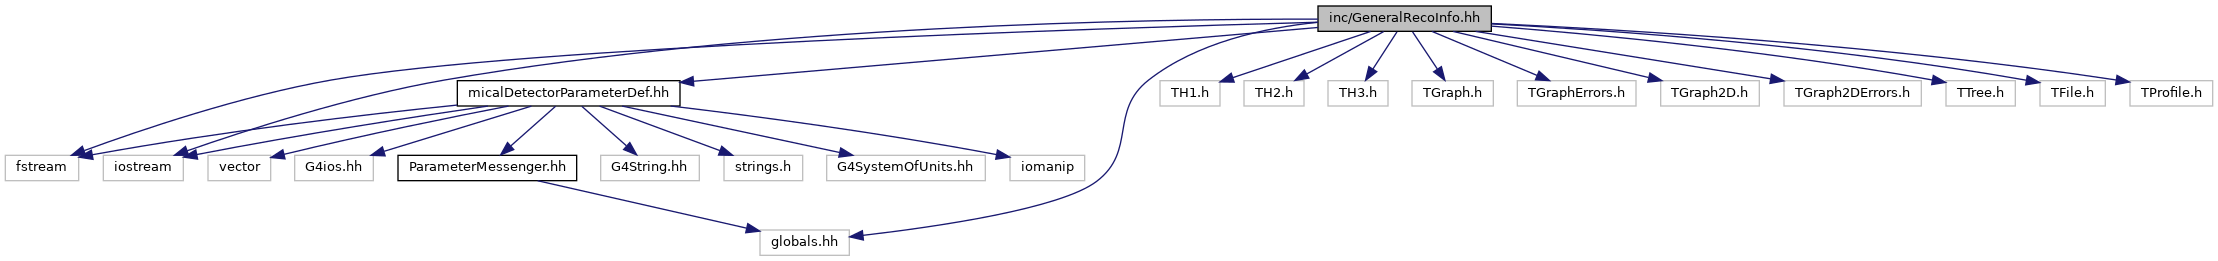 inc/GeneralRecoInfo.hh
micalDetectorParameterDef.hh
TH1.h
TH2.h
TH3.h
TGraph.h
TGraphErrors.h
TGraph2D.h
TGraph2DErrors.h
TTree.h
TFile.h
TProfile.h
fstream
iostream
vector
G4ios.hh
ParameterMessenger.hh
G4String.hh
strings.h
G4SystemOfUnits.hh
iomanip
globals.hh